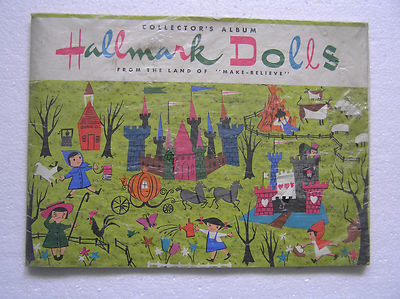 COLLECTOR'S ALBUM
Hallmark Dolls
FROM THE LAND OF "MAKE-BELIEVE"